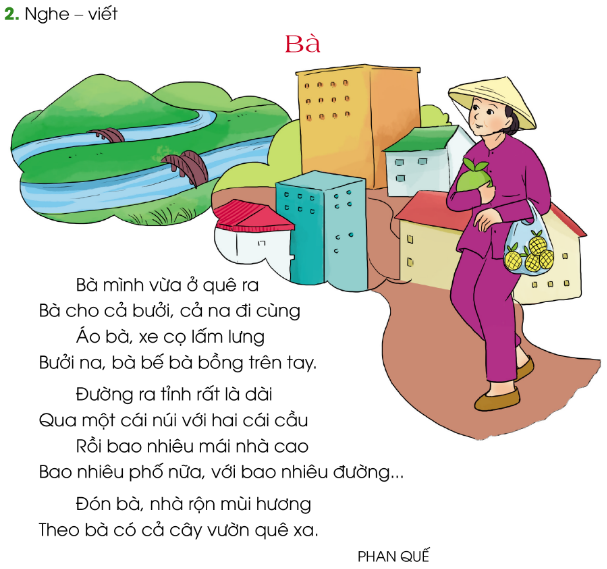 2. Nghe – viết
Bà
Bà mình vừa ở quê ra
Bà cho cả bưởi, cả na đi cùng
Áo bà, xe cọ lấm lưng
Bưởi na, bà bế bà bồng trên tay.
Đường ra tỉnh rất là dài
Qua một cái núi với hai cái cầu
Rồi bao nhiêu mái nhà cao
Bao nhiêu phố nữa, với bao nhiêu đường...
Đón bà, nhà rộn mùi hương
Theo bà có cả cây vườn quê xa.
PHAN QUẾ